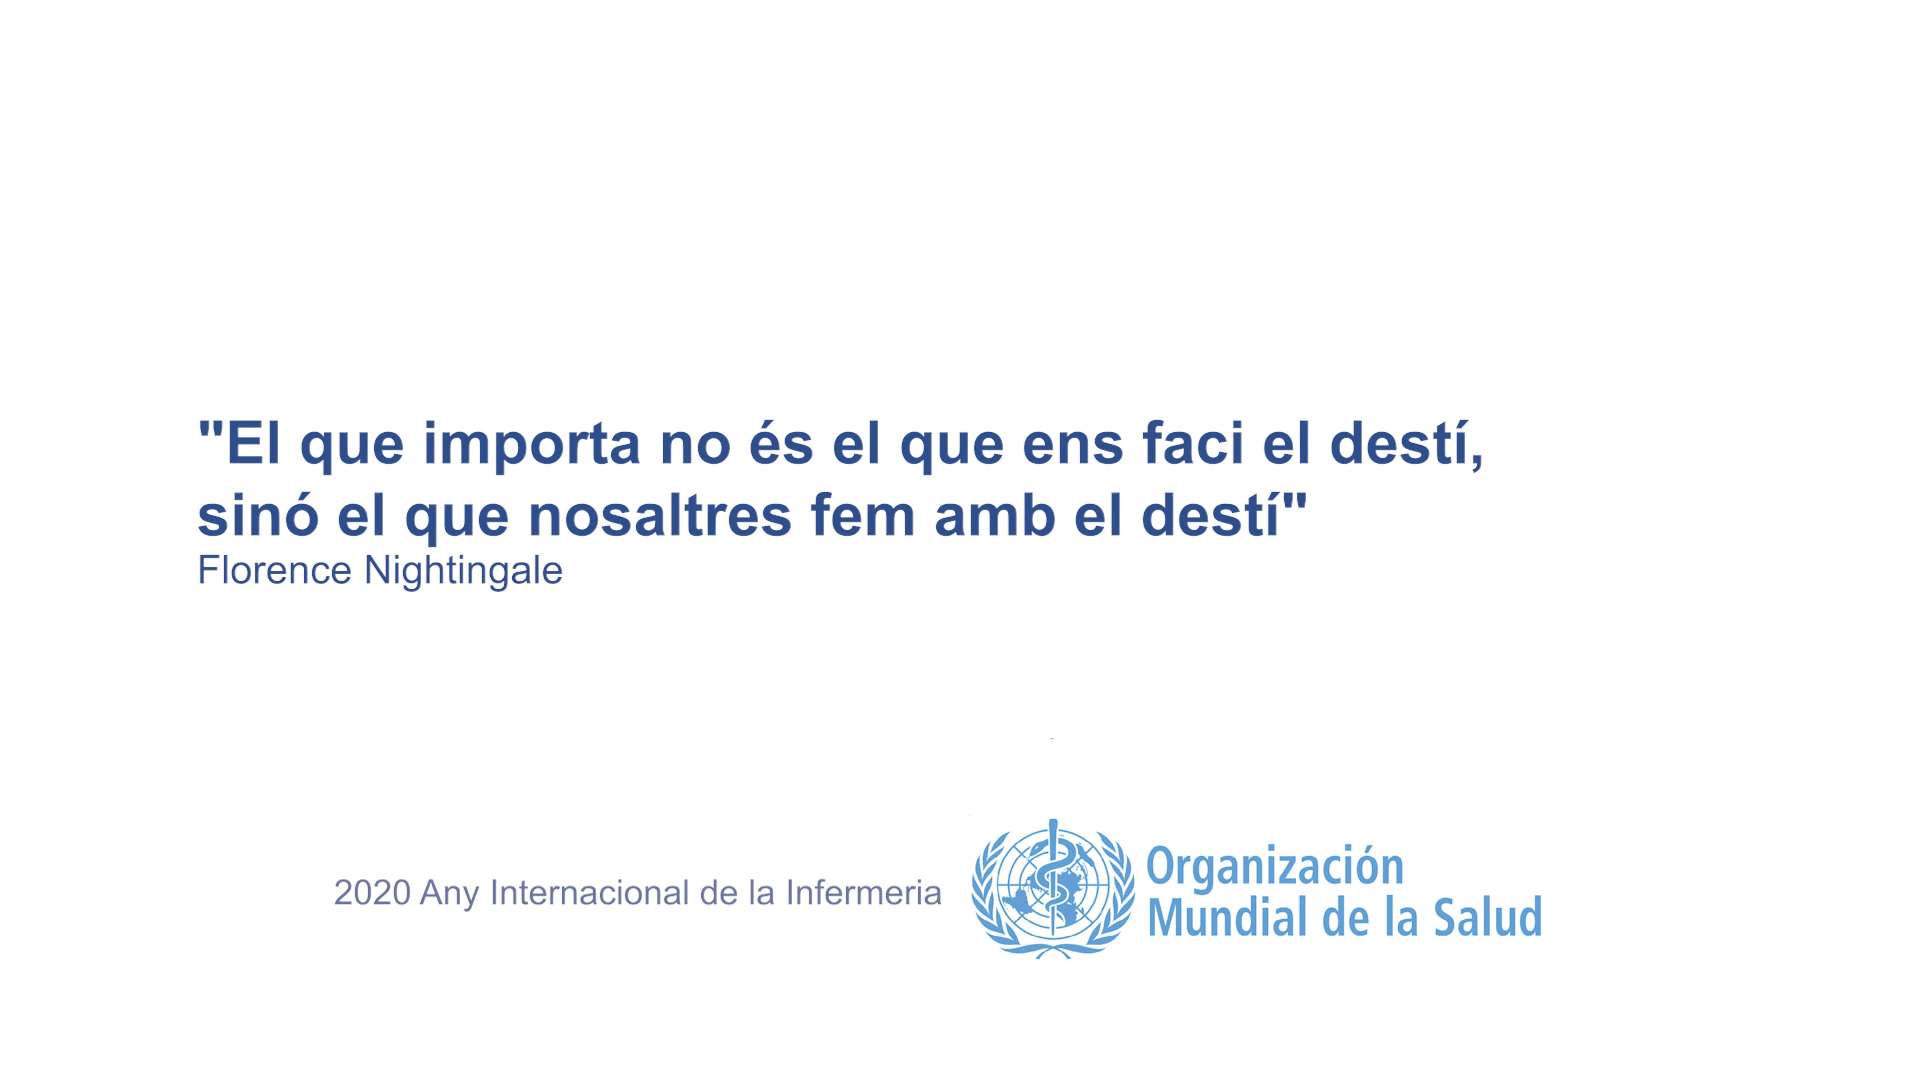 "El que importa no és el que ens faci el destí,
sinó el que nosaltres fem amb el destí"
Florence Nightingale
2020 Any Internacional de la Infermeria
Organización
Mundial de la Salud